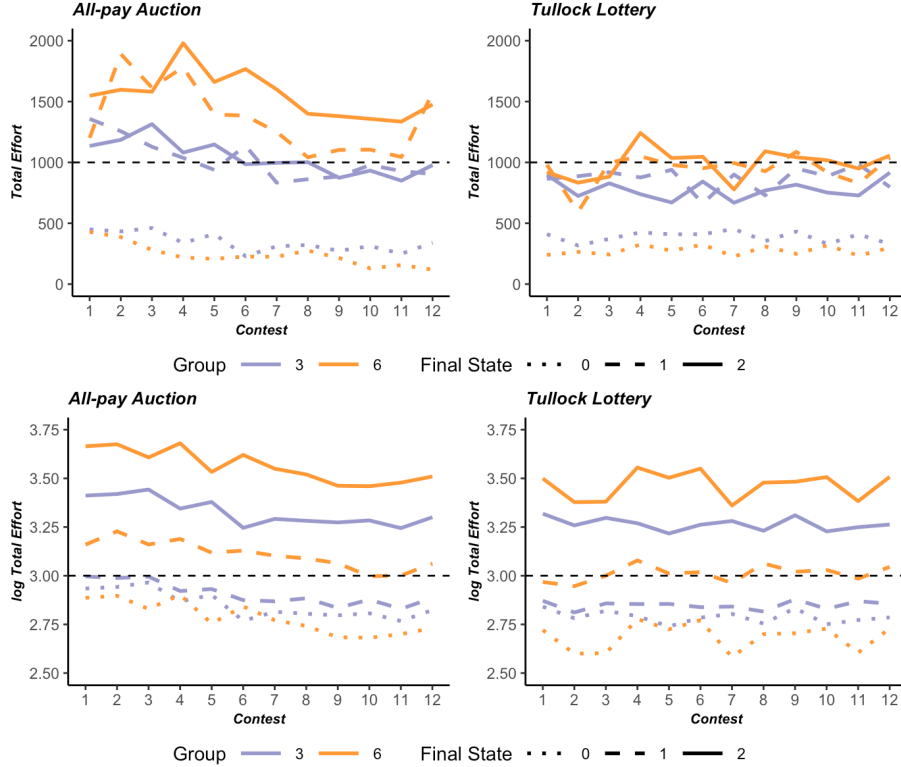 All-pay Auction
Tullock Lottery
2000
1500
1000
500
0
Total Effort
1 2 3 4 5 6 7 8 9 10 11 12
Contest
2000
1500
1000
500
0
Total Effort
1 2 3 4 5 6 7 8 9 10 11 12
Contest
Group 3 6 Final State 0 1 2
All-pay Auction
Tullock Lottery
3.75
3.50
3.25
3.00
2.75
2.50
log Total Effort
1 2 3 4 5 6 7 8 9 10 11 12
Contest
3.75
3.50
3.25
3.00
2.75
2.50
log Total Effort
1 2 3 4 5 6 7 8 9 10 11 12
Contest
Group 3 6 Final State 0 1 2